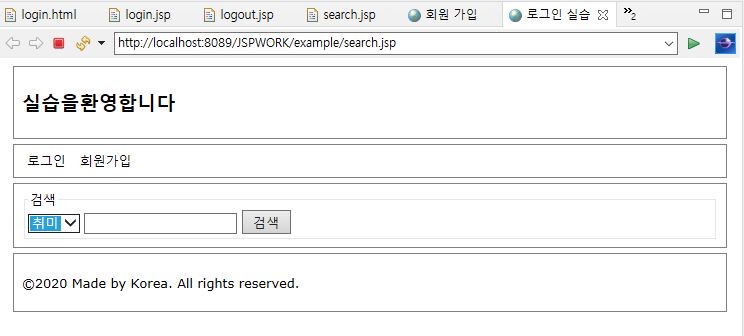 login.html login.jsp logout.jsp search.jsp 회원 가입 로그인 실습 2
http://localhost:8089/JSPWORK/example/search.jsp
실습을환영합니다
로그인 회원가입
검색
취미 검색
©2020 Made by Korea. All rights reserved.